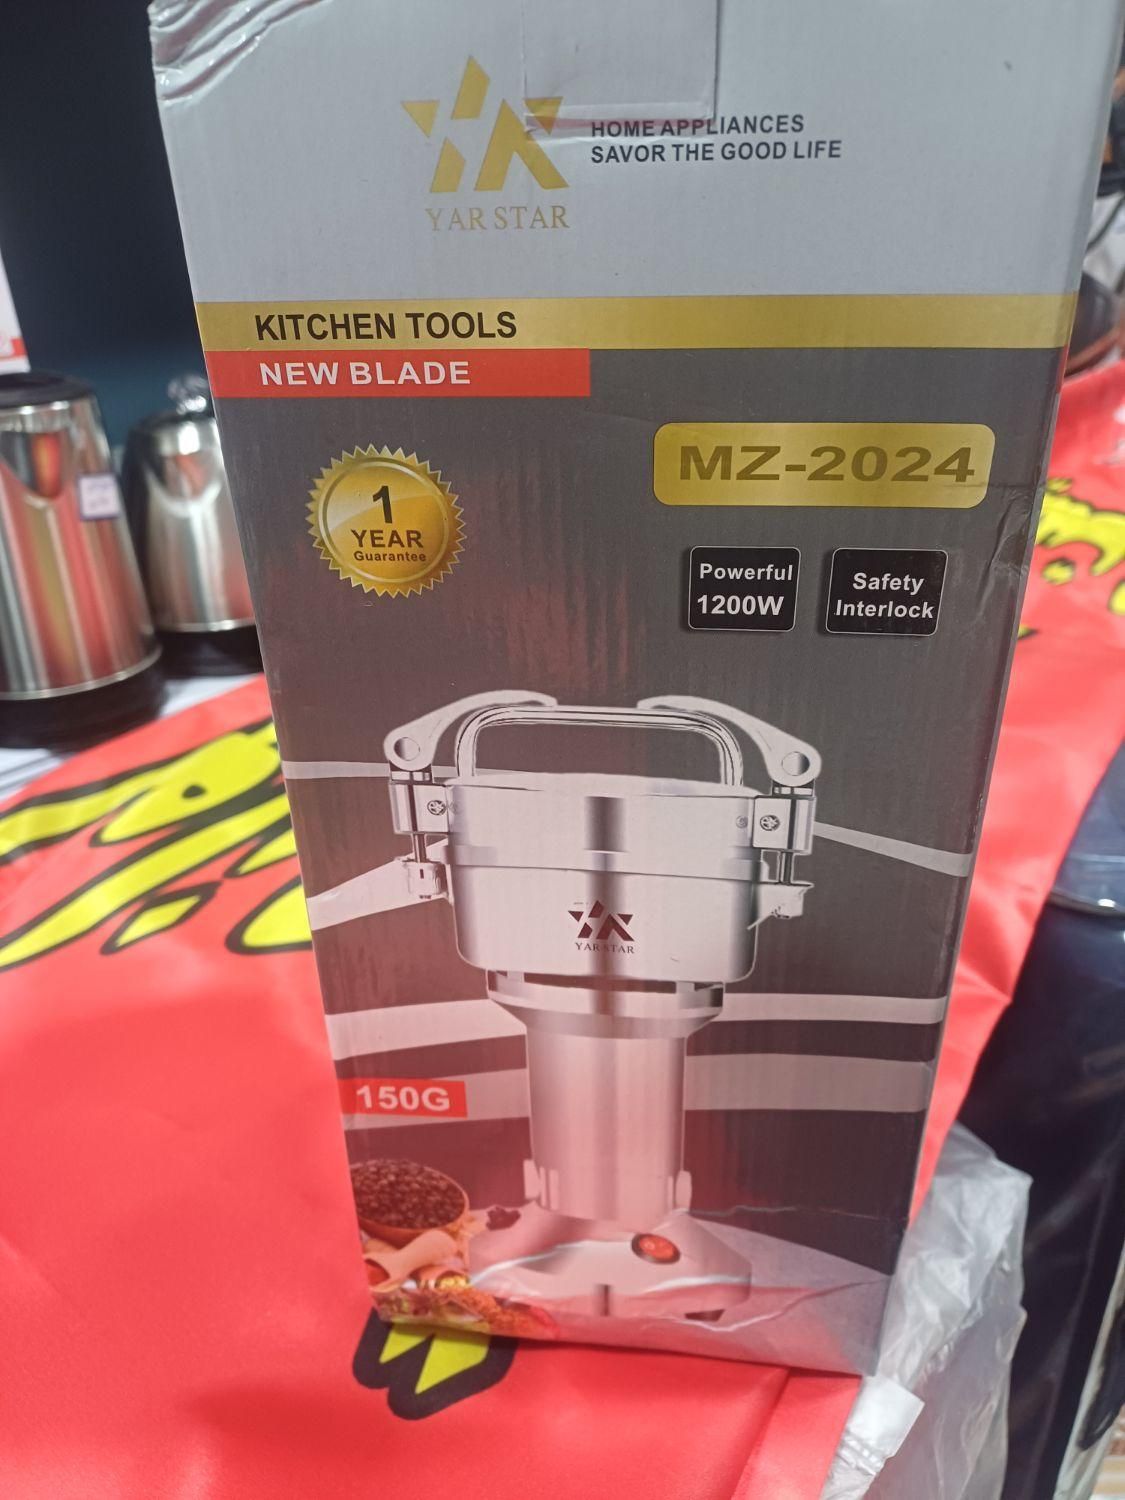 HOME APPLIANCES
SAVOR THE GOOD LIFE
YAR STAR
KITCHEN TOOLS
NEW BLADE
MZ-2024
1
YEAR
Guarantee
Powerful
1200W
Safety
Interlock
YAR STAR
150G